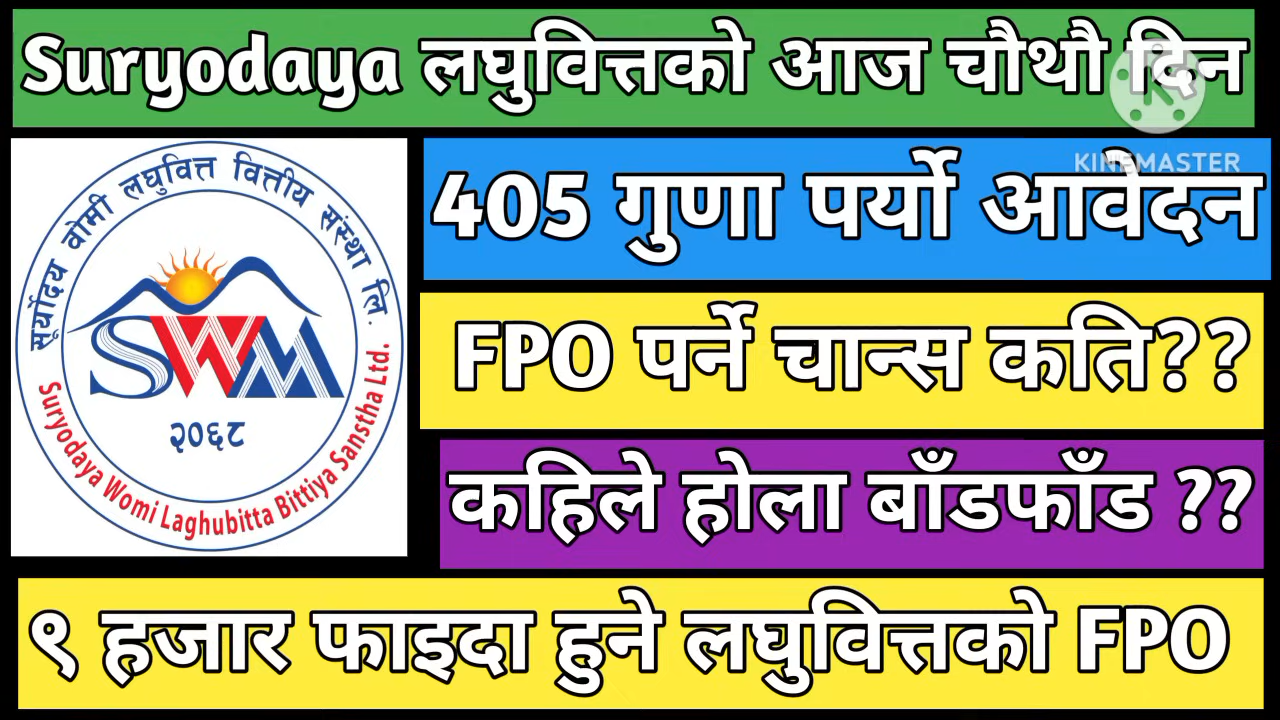 Suryodaya लघुवित्तको आज चौथौ दिन
KINEMASTER
सूर्योदय वोमी लघुवित्त वित्तीय संस्था लि.
SWM
२०६८
Suryodaya Womi Laghubitta Bittiya Sanstha Ltd.
405 गुणा पर्यो आवेदन
FPO पर्ने चान्स कति??
कहिले होला बाँडफाँड ??
९ हजार फाइदा हुने लघुवित्तको FPO